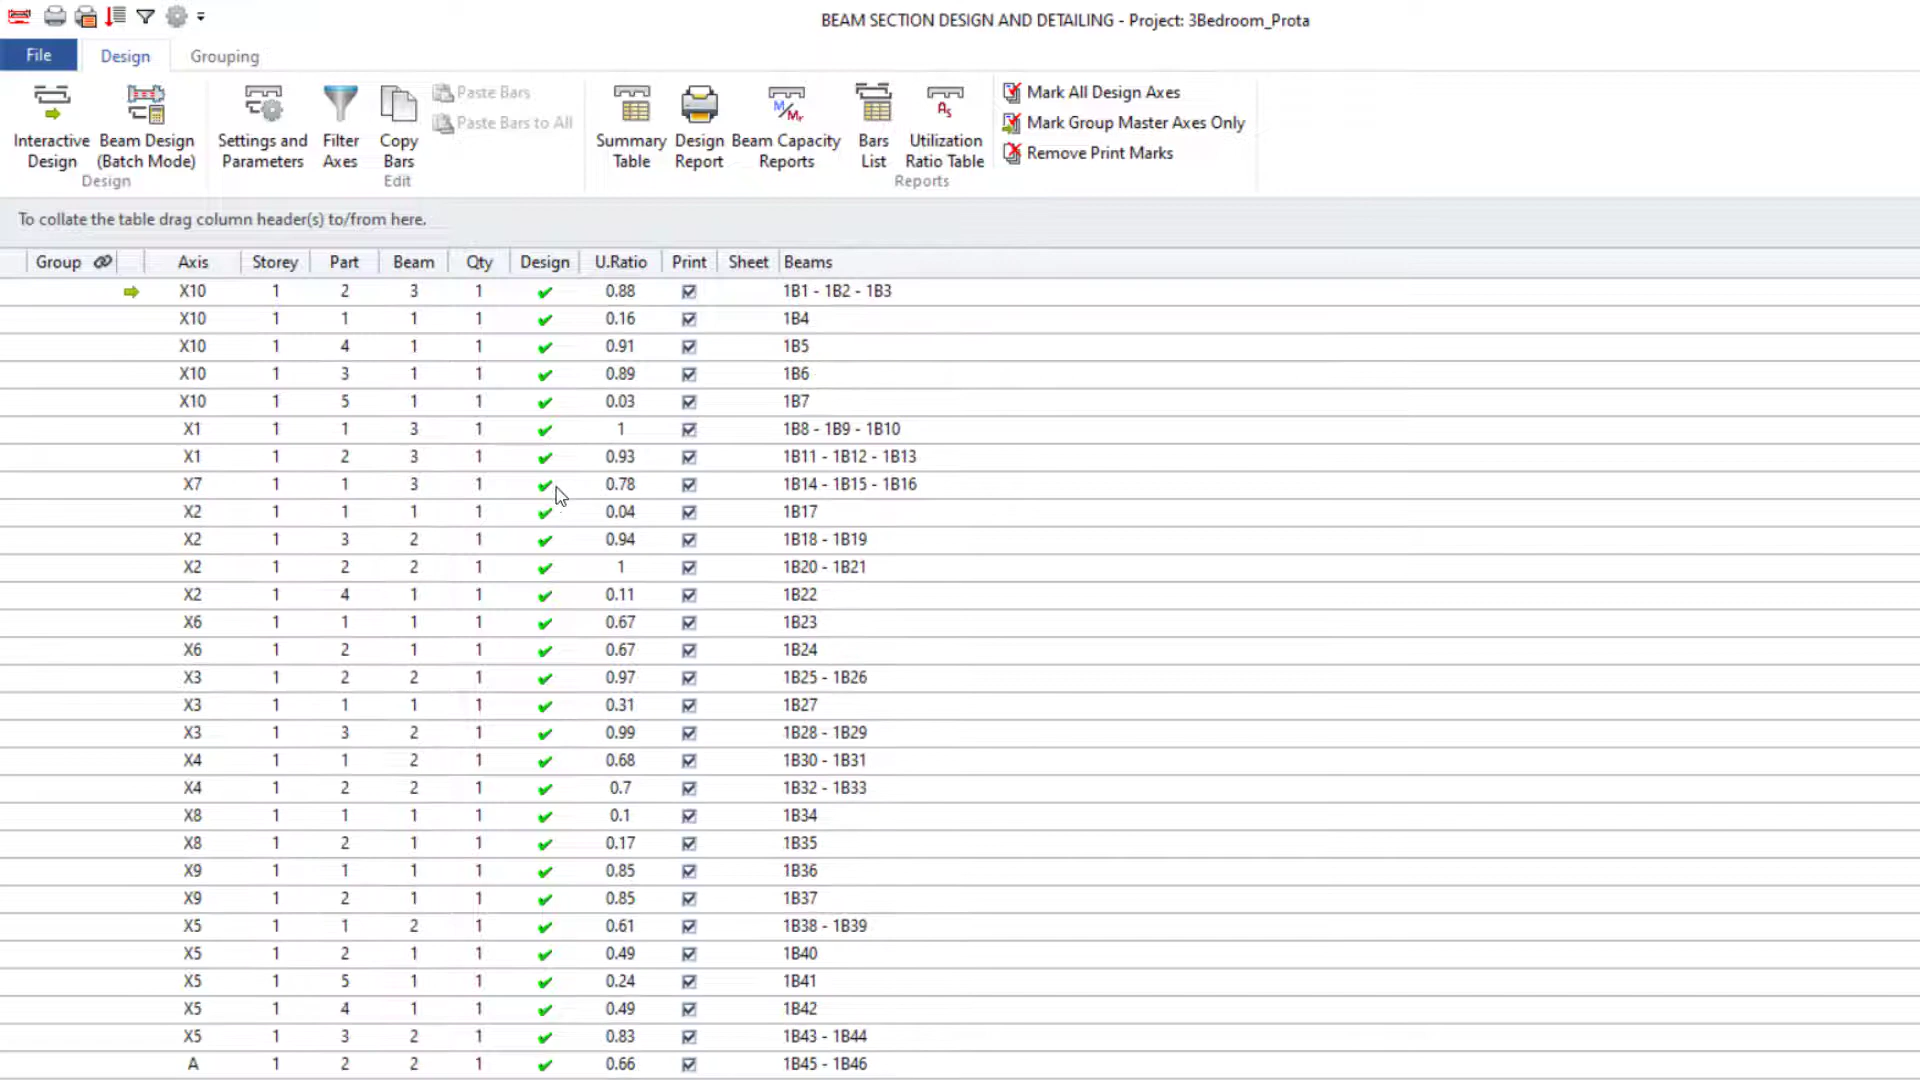 BEAM SECTION DESIGN AND DETAILING - Project: 3Bedroom_Prota
File Design Grouping
Interactive Design
Beam Design (Batch Mode)
Design
Settings and Parameters
Filter Axes
Copy Bars
Paste Bars
Paste Bars to All
Edit
Summary Table
Design Report
M/Mr
Beam Capacity Reports
Bars List
As
Utilization Ratio Table
Reports
Mark All Design Axes
Mark Group Master Axes Only
Remove Print Marks
To collate the table drag column header(s) to/from here.
Group Axis Storey Part Beam Qty Design U.Ratio Print Sheet Beams
X10 1 2 3 1 0.88 1B1 - 1B2 - 1B3
X10 1 1 1 1 0.16 1B4
X10 1 4 1 1 0.91 1B5
X10 1 3 1 1 0.89 1B6
X10 1 5 1 1 0.03 1B7
X1 1 1 3 1 1 1B8 - 1B9 - 1B10
X1 1 2 3 1 0.93 1B11 - 1B12 - 1B13
X7 1 1 3 1 0.78 1B14 - 1B15 - 1B16
X2 1 1 1 1 0.04 1B17
X2 1 3 2 1 0.94 1B18 - 1B19
X2 1 2 2 1 1 1B20 - 1B21
X2 1 4 1 1 0.11 1B22
X6 1 1 1 1 0.67 1B23
X6 1 2 1 1 0.67 1B24
X3 1 2 2 1 0.97 1B25 - 1B26
X3 1 1 1 1 0.31 1B27
X3 1 3 2 1 0.99 1B28 - 1B29
X4 1 1 2 1 0.68 1B30 - 1B31
X4 1 2 2 1 0.7 1B32 - 1B33
X8 1 1 1 1 0.1 1B34
X8 1 2 1 1 0.17 1B35
X9 1 1 1 1 0.85 1B36
X9 1 2 1 1 0.85 1B37
X5 1 1 2 1 0.61 1B38 - 1B39
X5 1 2 1 1 0.49 1B40
X5 1 5 1 1 0.24 1B41
X5 1 4 1 1 0.49 1B42
X5 1 3 2 1 0.83 1B43 - 1B44
A 1 2 2 1 0.66 1B45 - 1B46